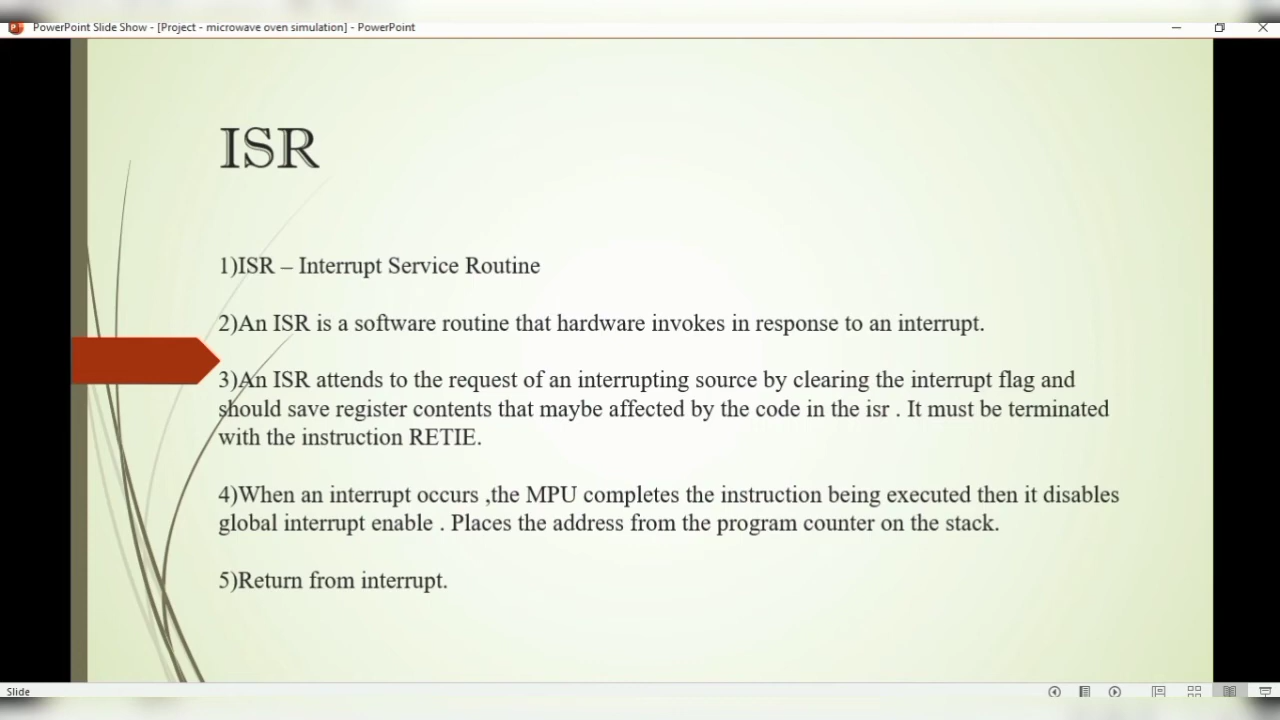 PowerPoint Slide Show - [Project - microwave oven simulation] - PowerPoint
ISR
1)ISR – Interrupt Service Routine
2)An ISR is a software routine that hardware invokes in response to an interrupt.
3)An ISR attends to the request of an interrupting source by clearing the interrupt flag and
should save register contents that maybe affected by the code in the isr . It must be terminated
with the instruction RETIE.
4)When an interrupt occurs ,the MPU completes the instruction being executed then it disables
global interrupt enable . Places the address from the program counter on the stack.
5)Return from interrupt.
Slide